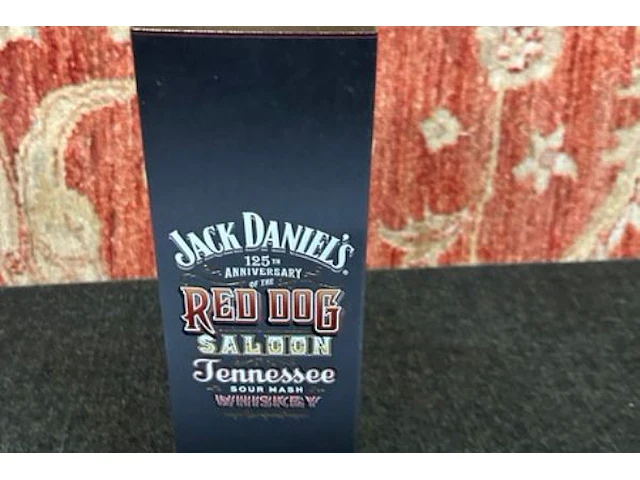 JACK DANIEL'S
125TH
ANNIVERSARY
OF THE
RED DOG
SALOON
Tennessee
SOUR MASH
WHISKEY